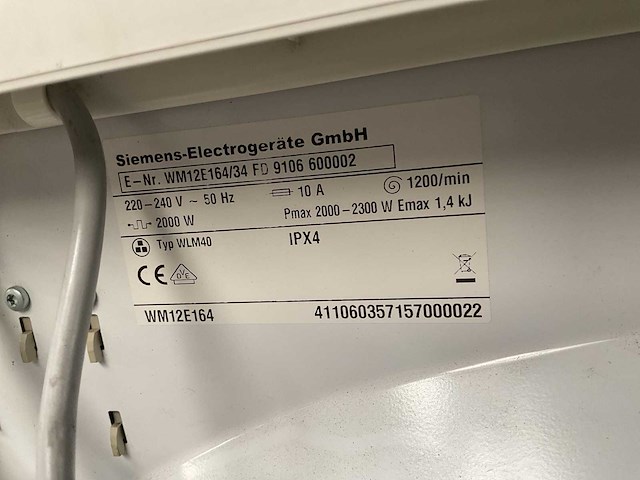 Siemens-Electrogeräte GmbH
E-Nr. WM12E164/34 FD 9106 600002
220-240 V ~ 50 Hz 10 A 1200/min
2000 W Pmax 2000-2300 W Emax 1,4 kJ
Typ WLM40 IPX4
CE DVE
WM12E164 411060357157000022